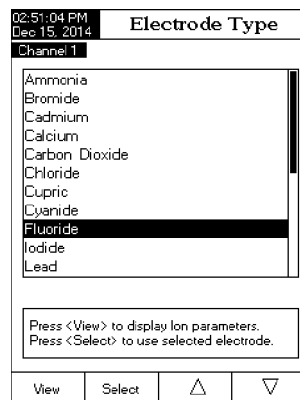 02:51:04 PM
Dec 15, 2014
Electrode Type
Channel 1
Ammonia
Bromide
Cadmium
Calcium
Carbon Dioxide
Chloride
Cupric
Cyanide
Fluoride
Iodide
Lead
Press <View> to display Ion parameters.
Press <Select> to use selected electrode.
View Select △ ▽